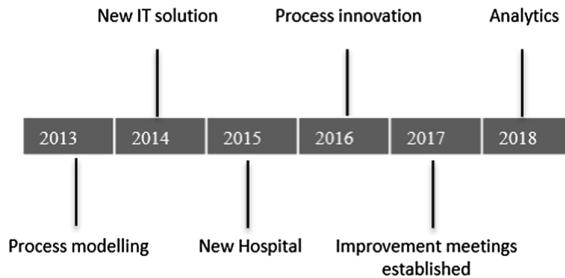 New IT solution
Process innovation
Analytics
2013
2014
2015
2016
2017
2018
Process modelling
New Hospital
Improvement meetings
established